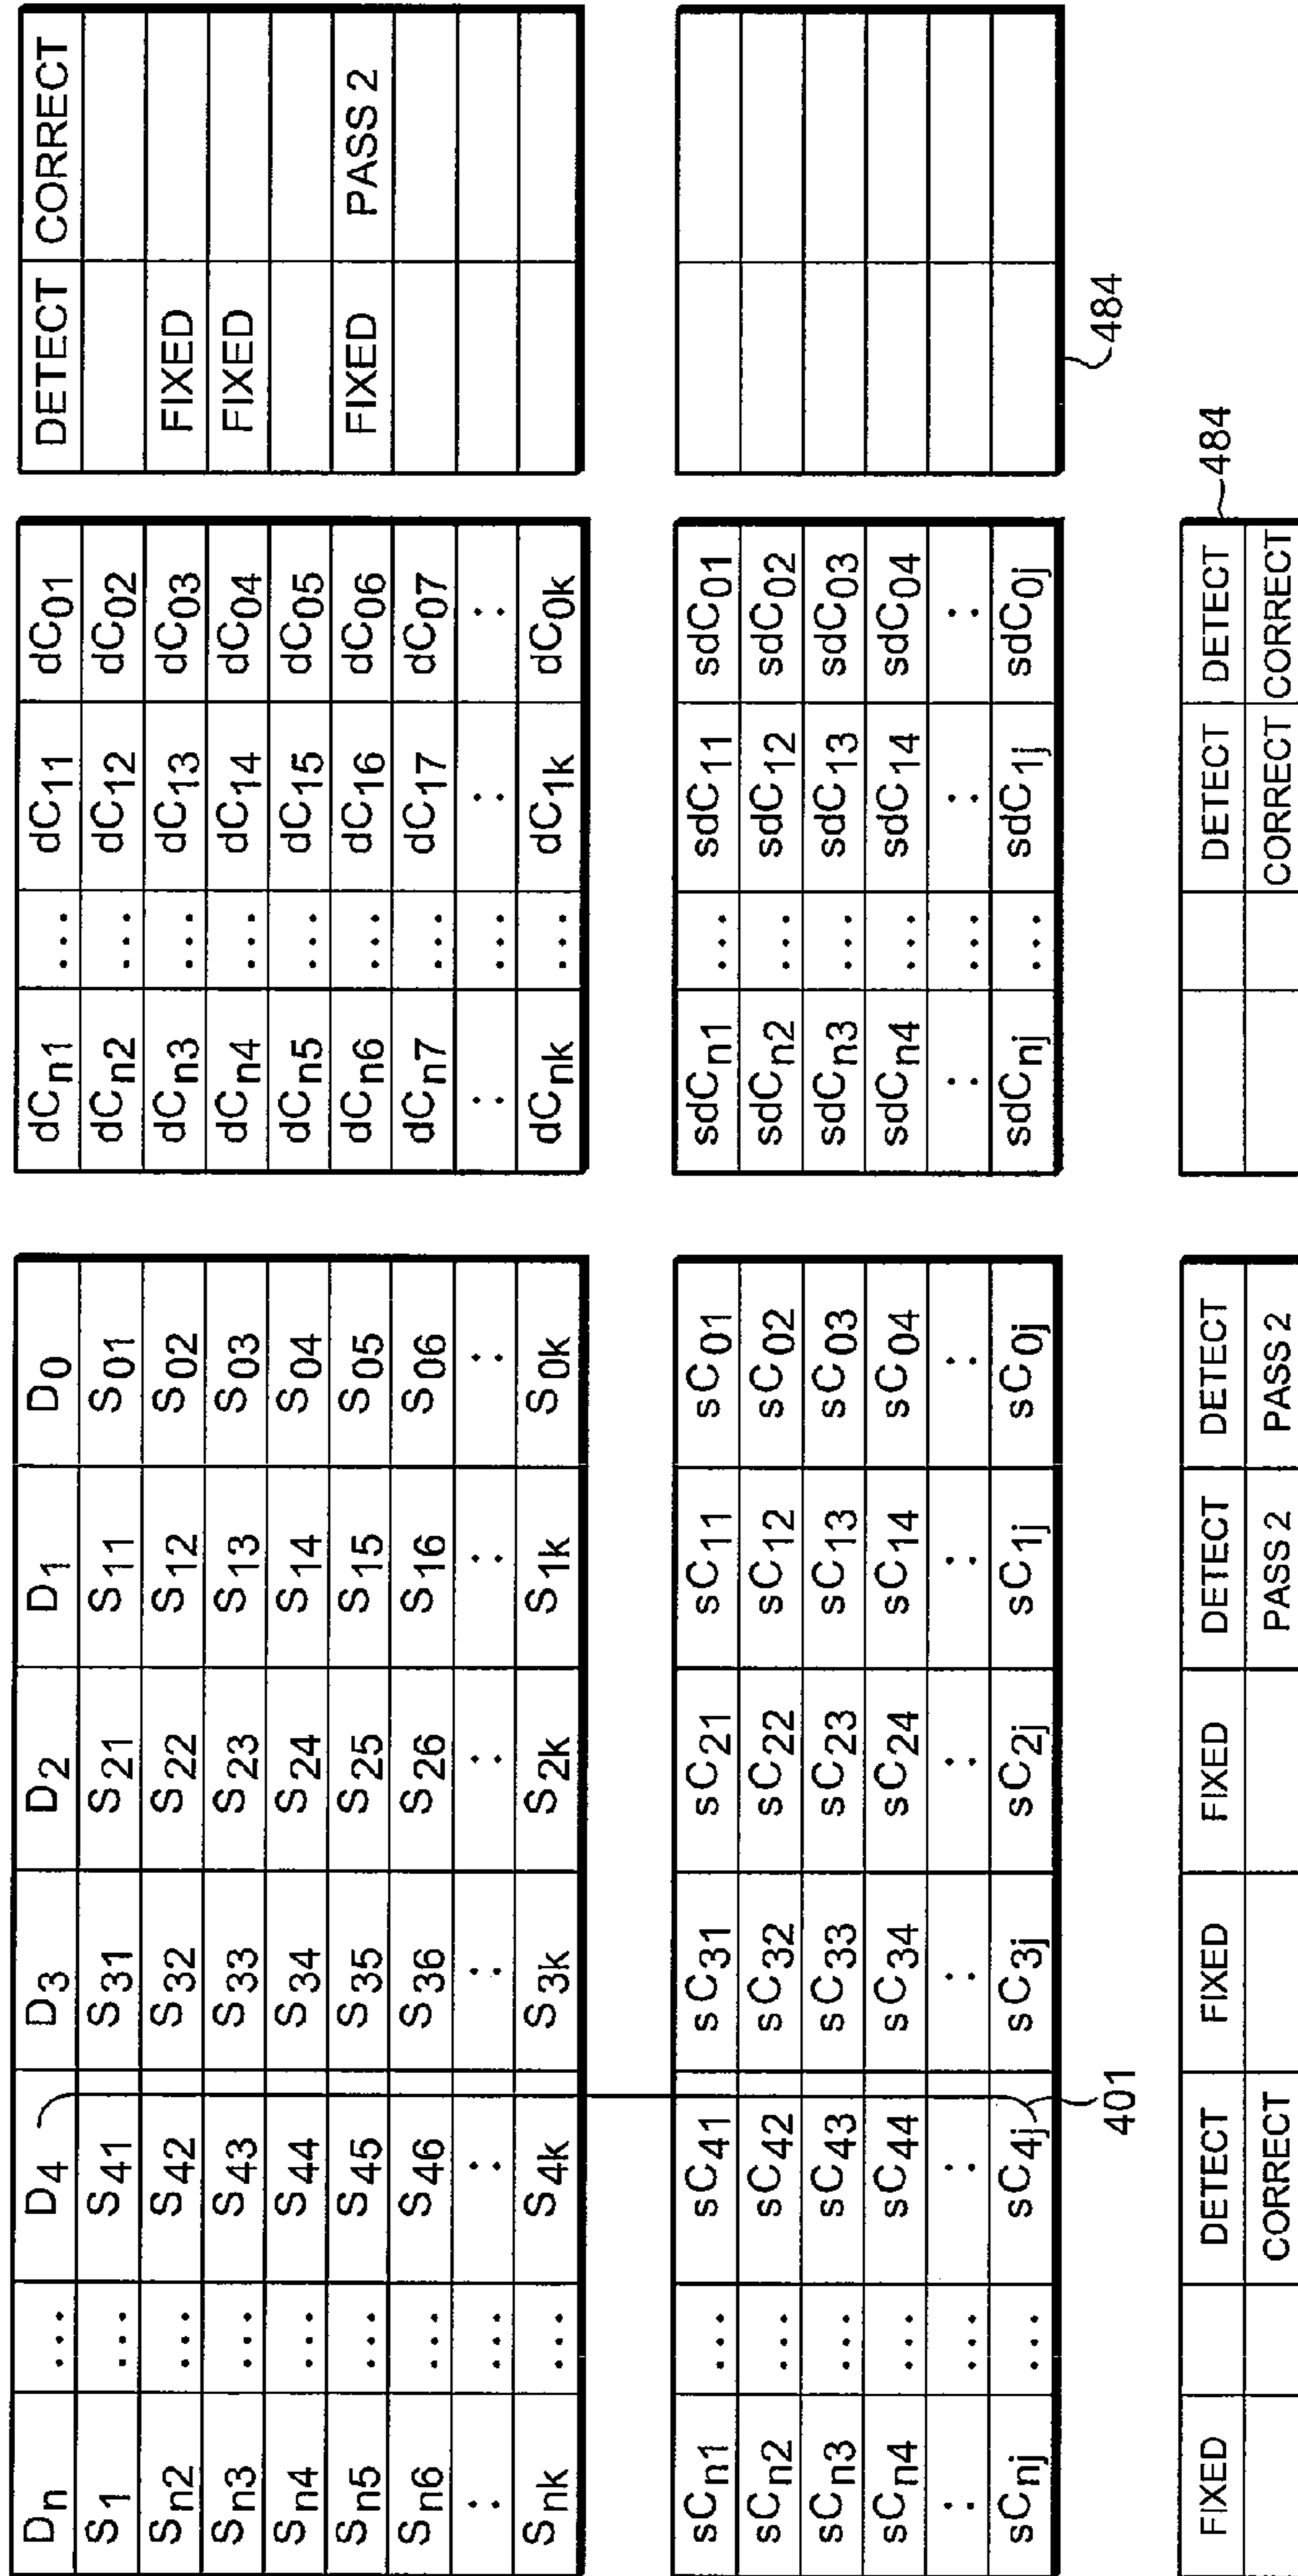 Dn ... D4 D3 D2 D1 D0 dCn1 ... dC11 dC01 DETECT CORRECT
S1 ... S41 S31 S21 S11 S01 dCn2 ... dC12 dC02
Sn2 ... S42 S32 S22 S12 S02 dCn3 ... dC13 dC03 FIXED
Sn3 ... S43 S33 S23 S13 S03 dCn4 ... dC14 dC04 FIXED
Sn4 ... S44 S34 S24 S14 S04 dCn5 ... dC15 dC05
Sn5 ... S45 S35 S25 S15 S05 dCn6 ... dC16 dC06 FIXED PASS 2
Sn6 ... S46 S36 S26 S16 S06 dCn7 ... dC17 dC07
: ... : : : : : : ... : :
Snk ... S4k S3k S2k S1k S0k dCnk ... dC1k dC0k
sCn1 ... sC41 sC31 sC21 sC11 sC01 sdCn1 ... sdC11 sdC01
sCn2 ... sC42 sC32 sC22 sC12 sC02 sdCn2 ... sdC12 sdC02
sCn3 ... sC43 sC33 sC23 sC13 sC03 sdCn3 ... sdC13 sdC03
sCn4 ... sC44 sC34 sC24 sC14 sC04 sdCn4 ... sdC14 sdC04
: ... : : : : : : ... : :
sCnj ... sC4j sC3j sC2j sC1j sC0j sdCnj ... sdC1j sdC0j
401
484
FIXED DETECT FIXED FIXED DETECT DETECT DETECT DETECT 484
CORRECT PASS 2 PASS 2 CORRECT CORRECT